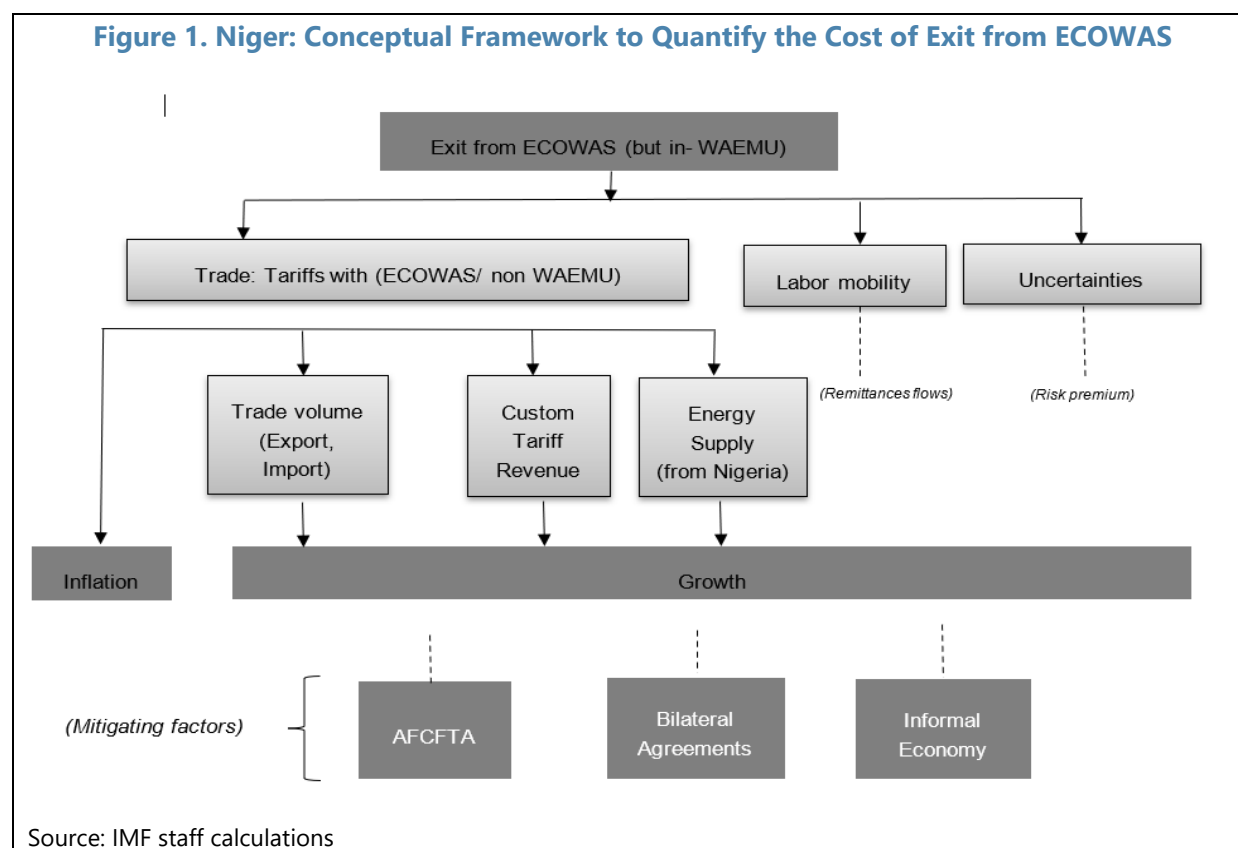 Figure 1. Niger: Conceptual Framework to Quantify the Cost of Exit from ECOWAS
Exit from ECOWAS (but in- WAEMU)
Trade: Tariffs with (ECOWAS/ non WAEMU)
Labor mobility
Uncertainties
Trade volume
(Export,
Import)
Custom
Tariff
Revenue
Energy
Supply
(from Nigeria)
(Remittances flows)
(Risk premium)
Inflation
Growth
(Mitigating factors)
AFCFTA
Bilateral
Agreements
Informal
Economy
Source: IMF staff calculations